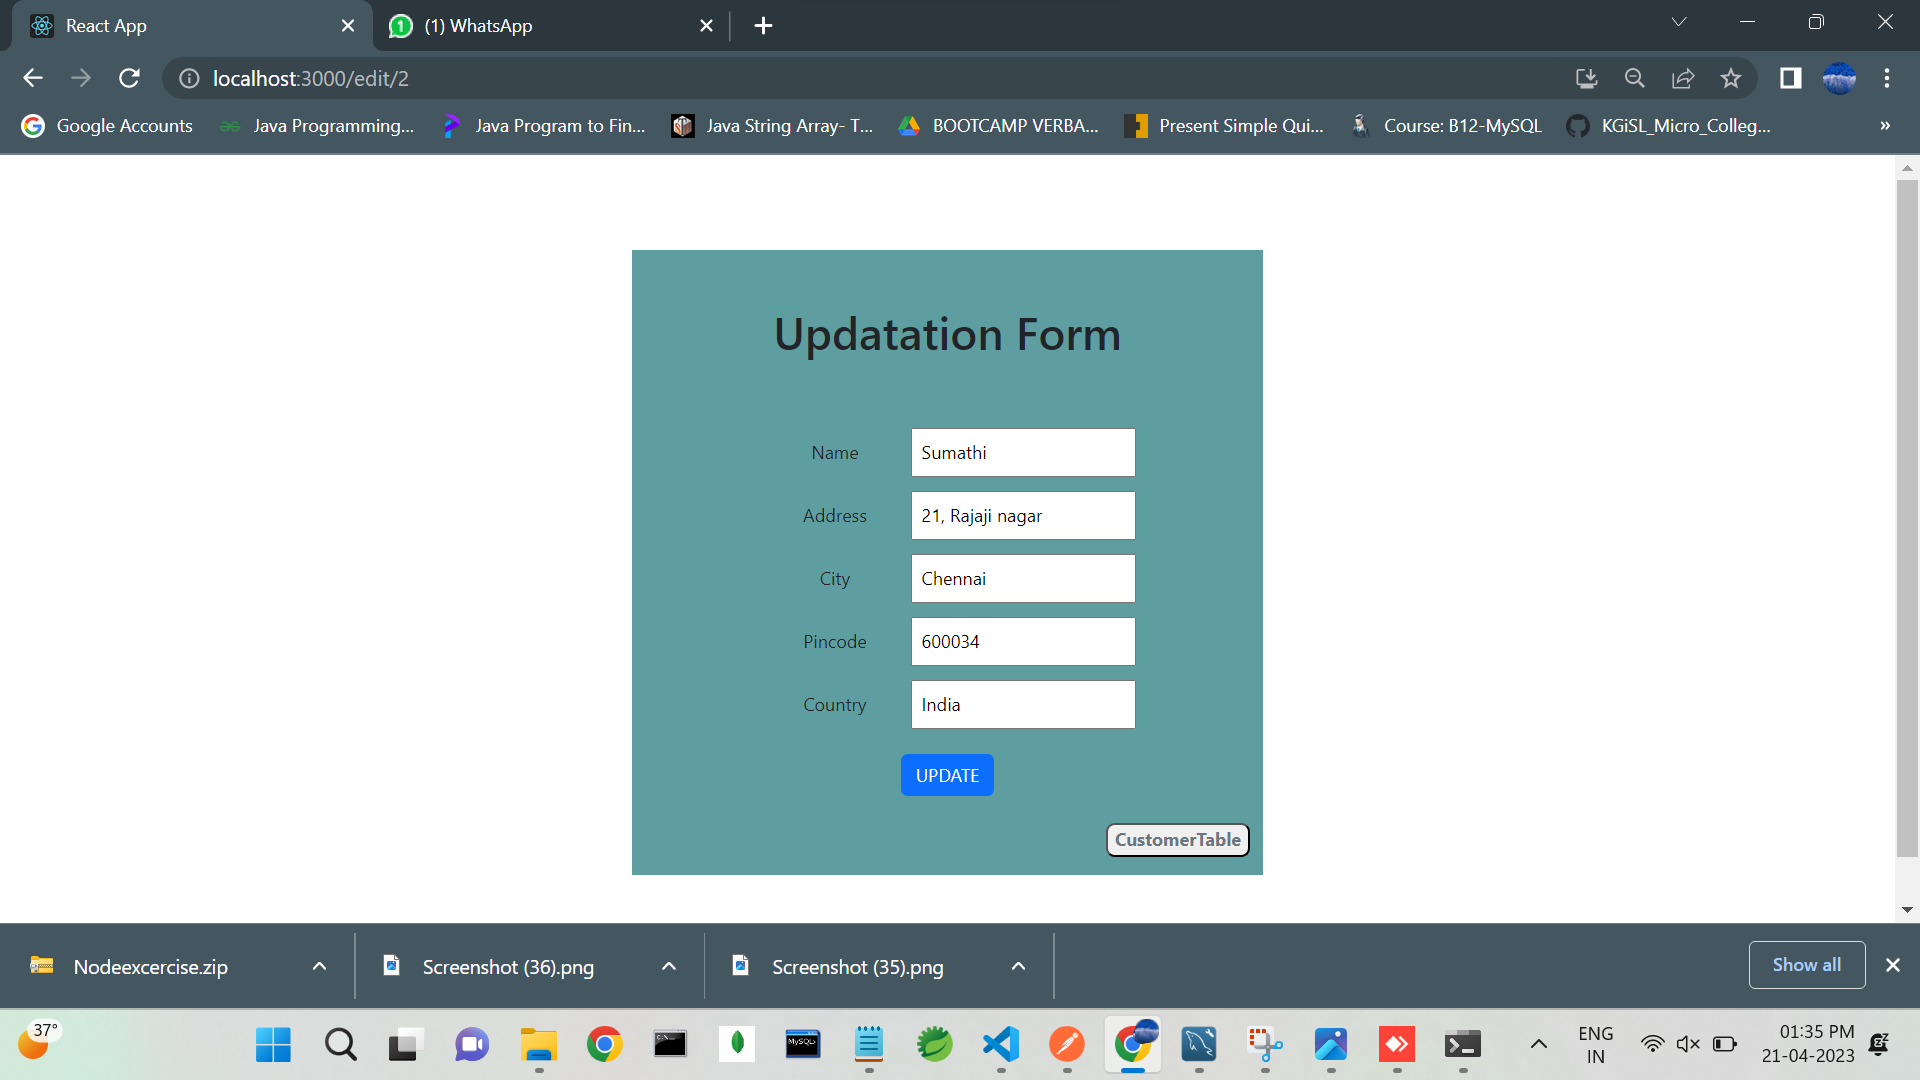 React App
(1) WhatsApp
localhost:3000/edit/2
Google Accounts
Java Programming...
Java Program to Fin...
Java String Array- T...
BOOTCAMP VERBA...
Present Simple Qui...
Course: B12-MySQL
KGiSL_Micro_Colleg...
»
Updatation Form
Name
Sumathi
Address
21, Rajaji nagar
City
Chennai
Pincode
600034
Country
India
UPDATE
CustomerTable
Nodeexcercise.zip
Screenshot (36).png
Screenshot (35).png
Show all
37°
ENG
IN
01:35 PM
21-04-2023